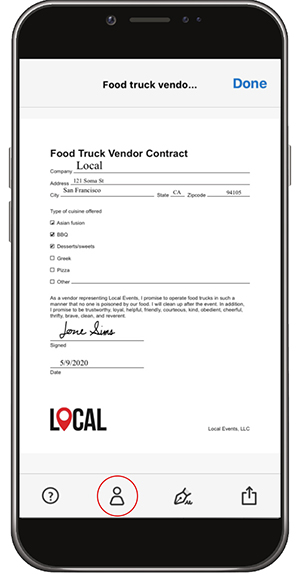 Food truck vendo...
Done
Food Truck Vendor Contract
Company Local
Address 121 Soma St
City San Francisco State CA Zipcode 94105
Type of cuisine offered
Asian fusion
BBQ
Desserts/sweets
Greek
Pizza
Other
As a vendor representing Local Events, I promise to operate food trucks in such a
manner that no one is poisoned by our food. I will clean up after the event. In addition,
I promise to be trustworthy, loyal, helpful, friendly, courteous, kind, obedient, cheerful,
thrifty, brave, clean, and reverent.
Jone Sims
Signed
5/9/2020
Date
LOCAL
Local Events, LLC